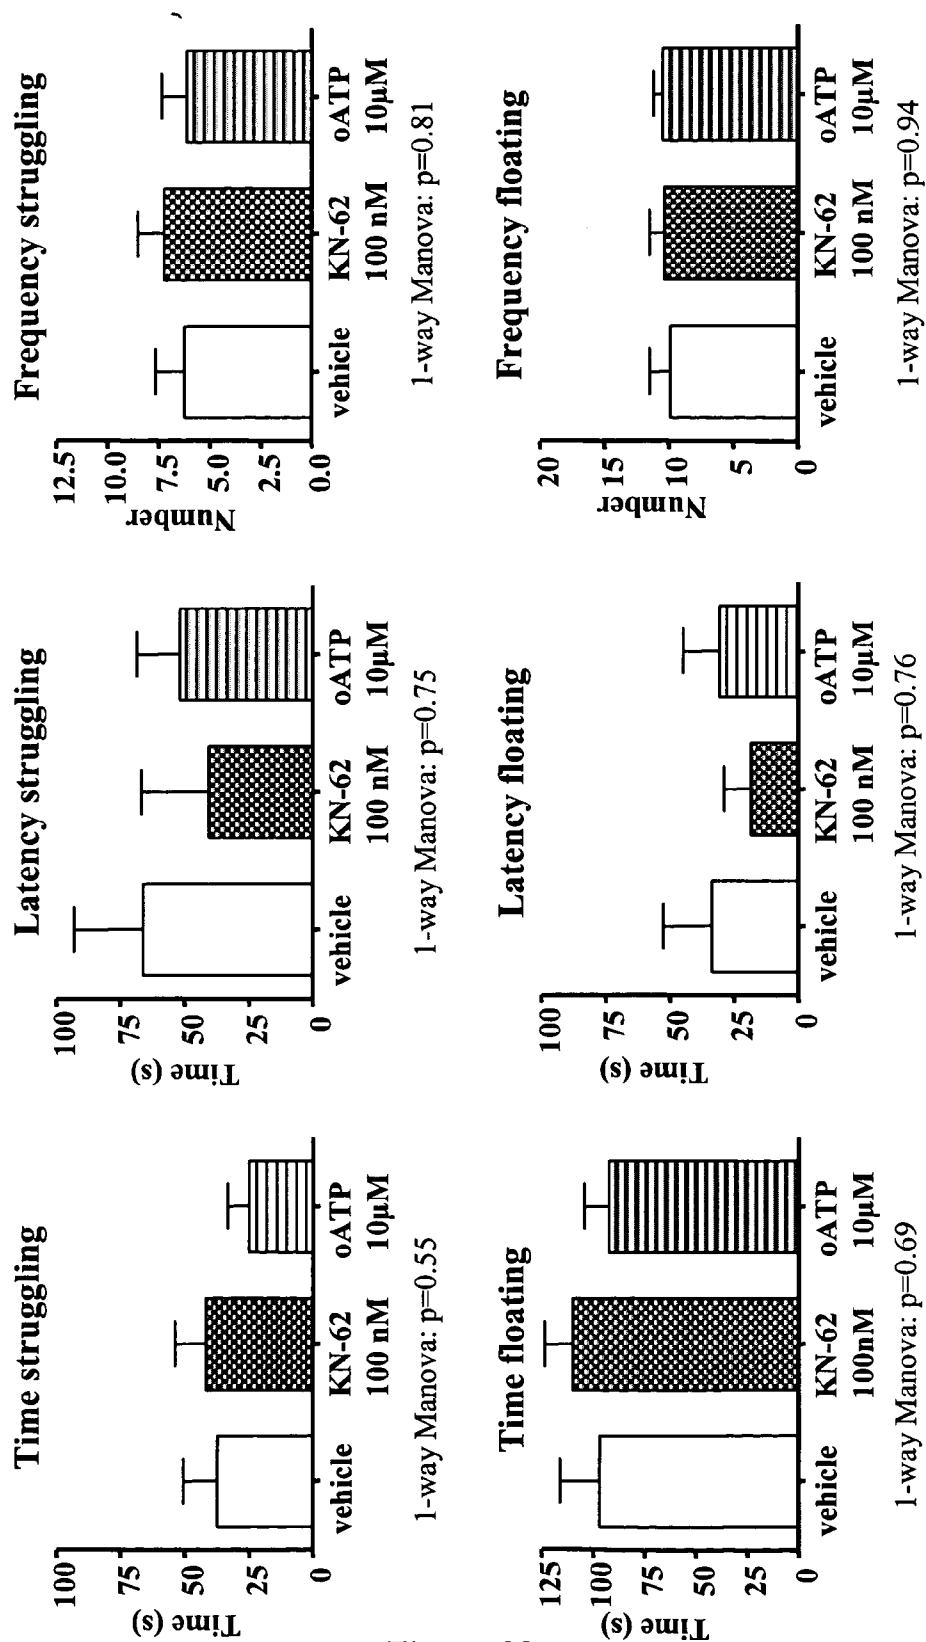 Time struggling
Time (s)
100
75
50
25
0
vehicle
KN-62
100 nM
oATP
10µM
1-way Manova: p=0.55
Latency struggling
Time (s)
100
75
50
25
0
vehicle
KN-62
100 nM
oATP
10µM
1-way Manova: p=0.75
Frequency struggling
Number
12.5
10.0
7.5
5.0
2.5
0.0
vehicle
KN-62
100 nM
oATP
10µM
1-way Manova: p=0.81
Time floating
Time (s)
125
100
75
50
25
0
vehicle
KN-62
100nM
oATP
10µM
1-way Manova: p=0.69
Latency floating
Time (s)
100
75
50
25
0
vehicle
KN-62
100 nM
oATP
10µM
1-way Manova: p=0.76
Frequency floating
Number
20
15
10
5
0
vehicle
KN-62
100 nM
oATP
10µM
1-way Manova: p=0.94